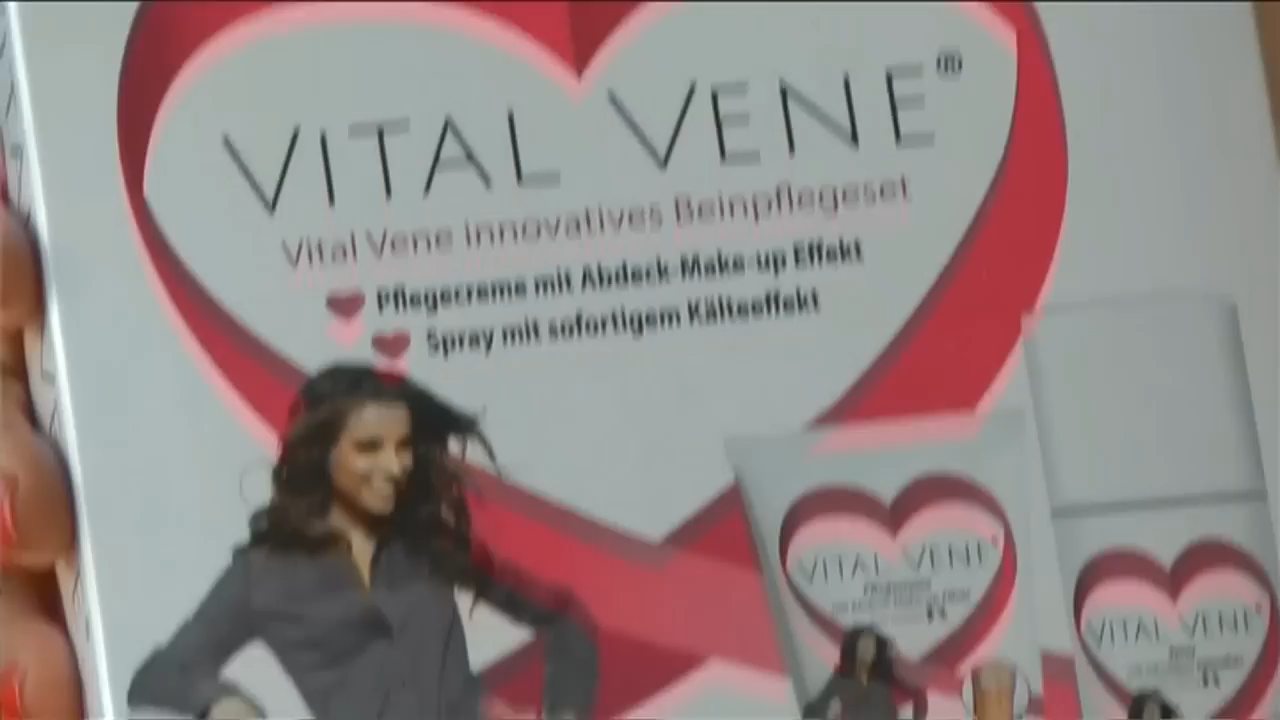 VITAL VENE®
Vital Vene innovatives Beinpflegeset
Pflegecreme mit Abdeck-Make-up Effekt
Spray mit sofortigem Kälteeffekt
VITAL VENE
VITAL VENE